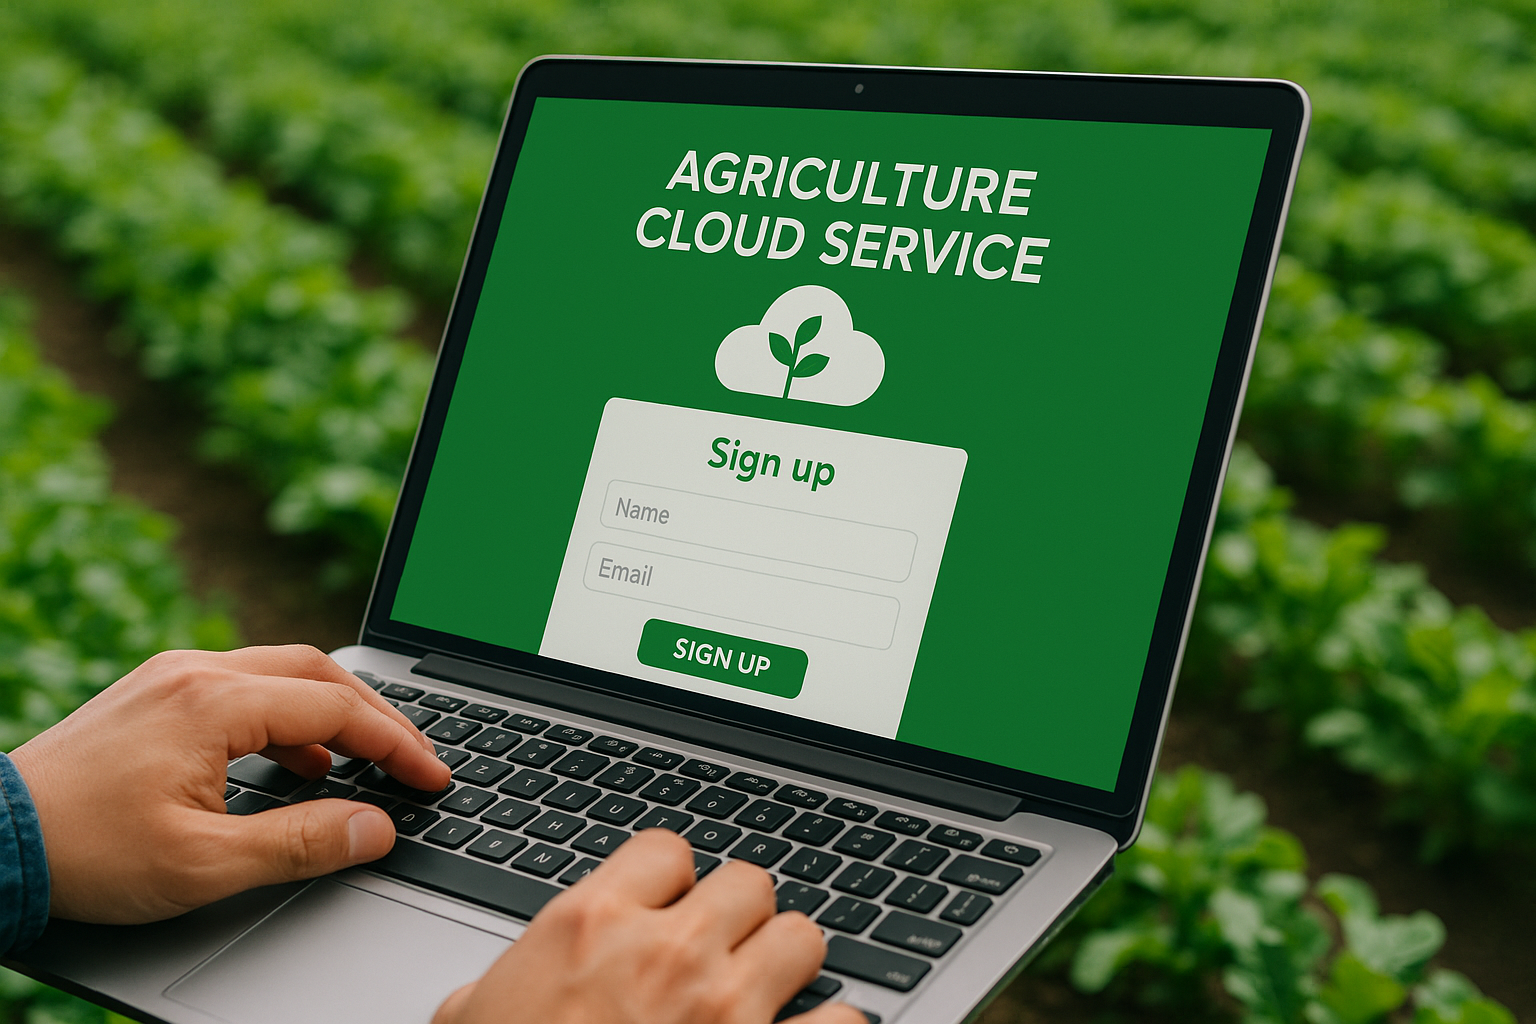 AGRICULTURE
CLOUD SERVICE
Sign up
Name
Email
SIGN UP